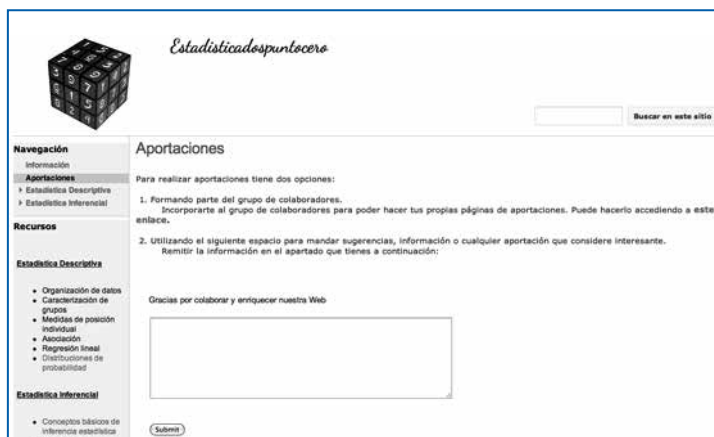 Estadisticadospuntocero
Buscar en este sitio
Navegación
Información
Aportaciones
Estadística Descriptiva
Estadística Inferencial
Recursos
Estadística Descriptiva
Organización de datos
Caracterización de
grupos
Medidas de posición
individual
Asociación
Regresión lineal
Distribuciones de
probabilidad
Estadística Inferencial
Conceptos básicos de
inferencia estadística
Aportaciones
Para realizar aportaciones tiene dos opciones:
1. Formando parte del grupo de colaboradores.
Incorporarte al grupo de colaboradores para poder hacer tus propias páginas de aportaciones. Puede hacerlo accediendo a este
enlace.
2. Utilizando el siguiente espacio para mandar sugerencias, información o cualquier aportación que considere interesante.
Remitir la información en el apartado que tienes a continuación:
Gracias por colaborar y enriquecer nuestra Web
Submit